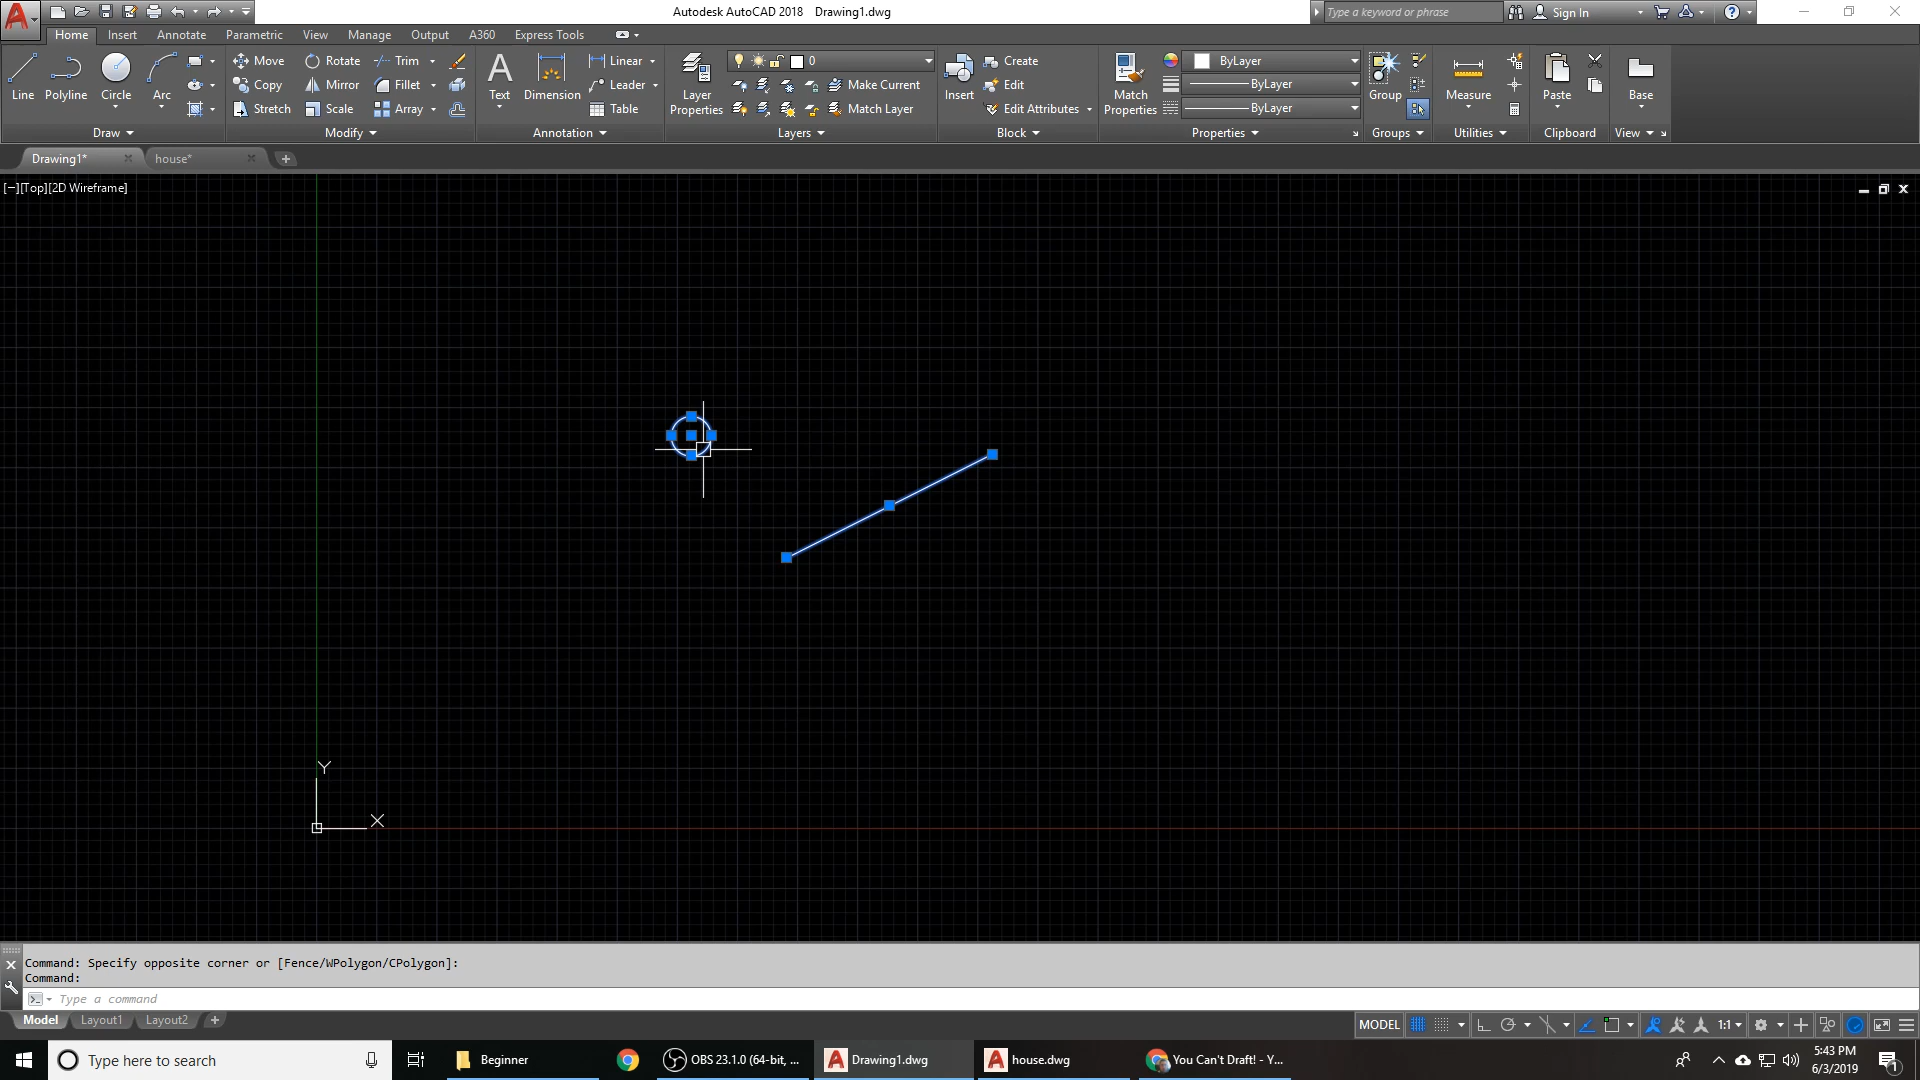 Autodesk AutoCAD 2018 Drawing1.dwg
Type a keyword or phrase
Sign In
Home Insert Annotate Parametric View Manage Output A360 Express Tools
Line Polyline Circle Arc
Move Rotate Trim
Copy Mirror Fillet
Stretch Scale Array
Text Dimension
Linear
Leader
Table
Layer Properties
0
Make Current
Match Layer
Insert
Create
Edit
Edit Attributes
Match Properties
ByLayer
ByLayer
ByLayer
Group
Measure
Paste
Base
Draw Modify Annotation Layers Block Properties Groups Utilities Clipboard View
Drawing1* house*
[−][Top][2D Wireframe]
Y
X
Command: Specify opposite corner or [Fence/WPolygon/CPolygon]:
Command:
Type a command
Model Layout1 Layout2
MODEL 1:1
Type here to search
Beginner
OBS 23.1.0 (64-bit, ...
Drawing1.dwg
house.dwg
You Can't Draft! - Y...
5:43 PM
6/3/2019
1